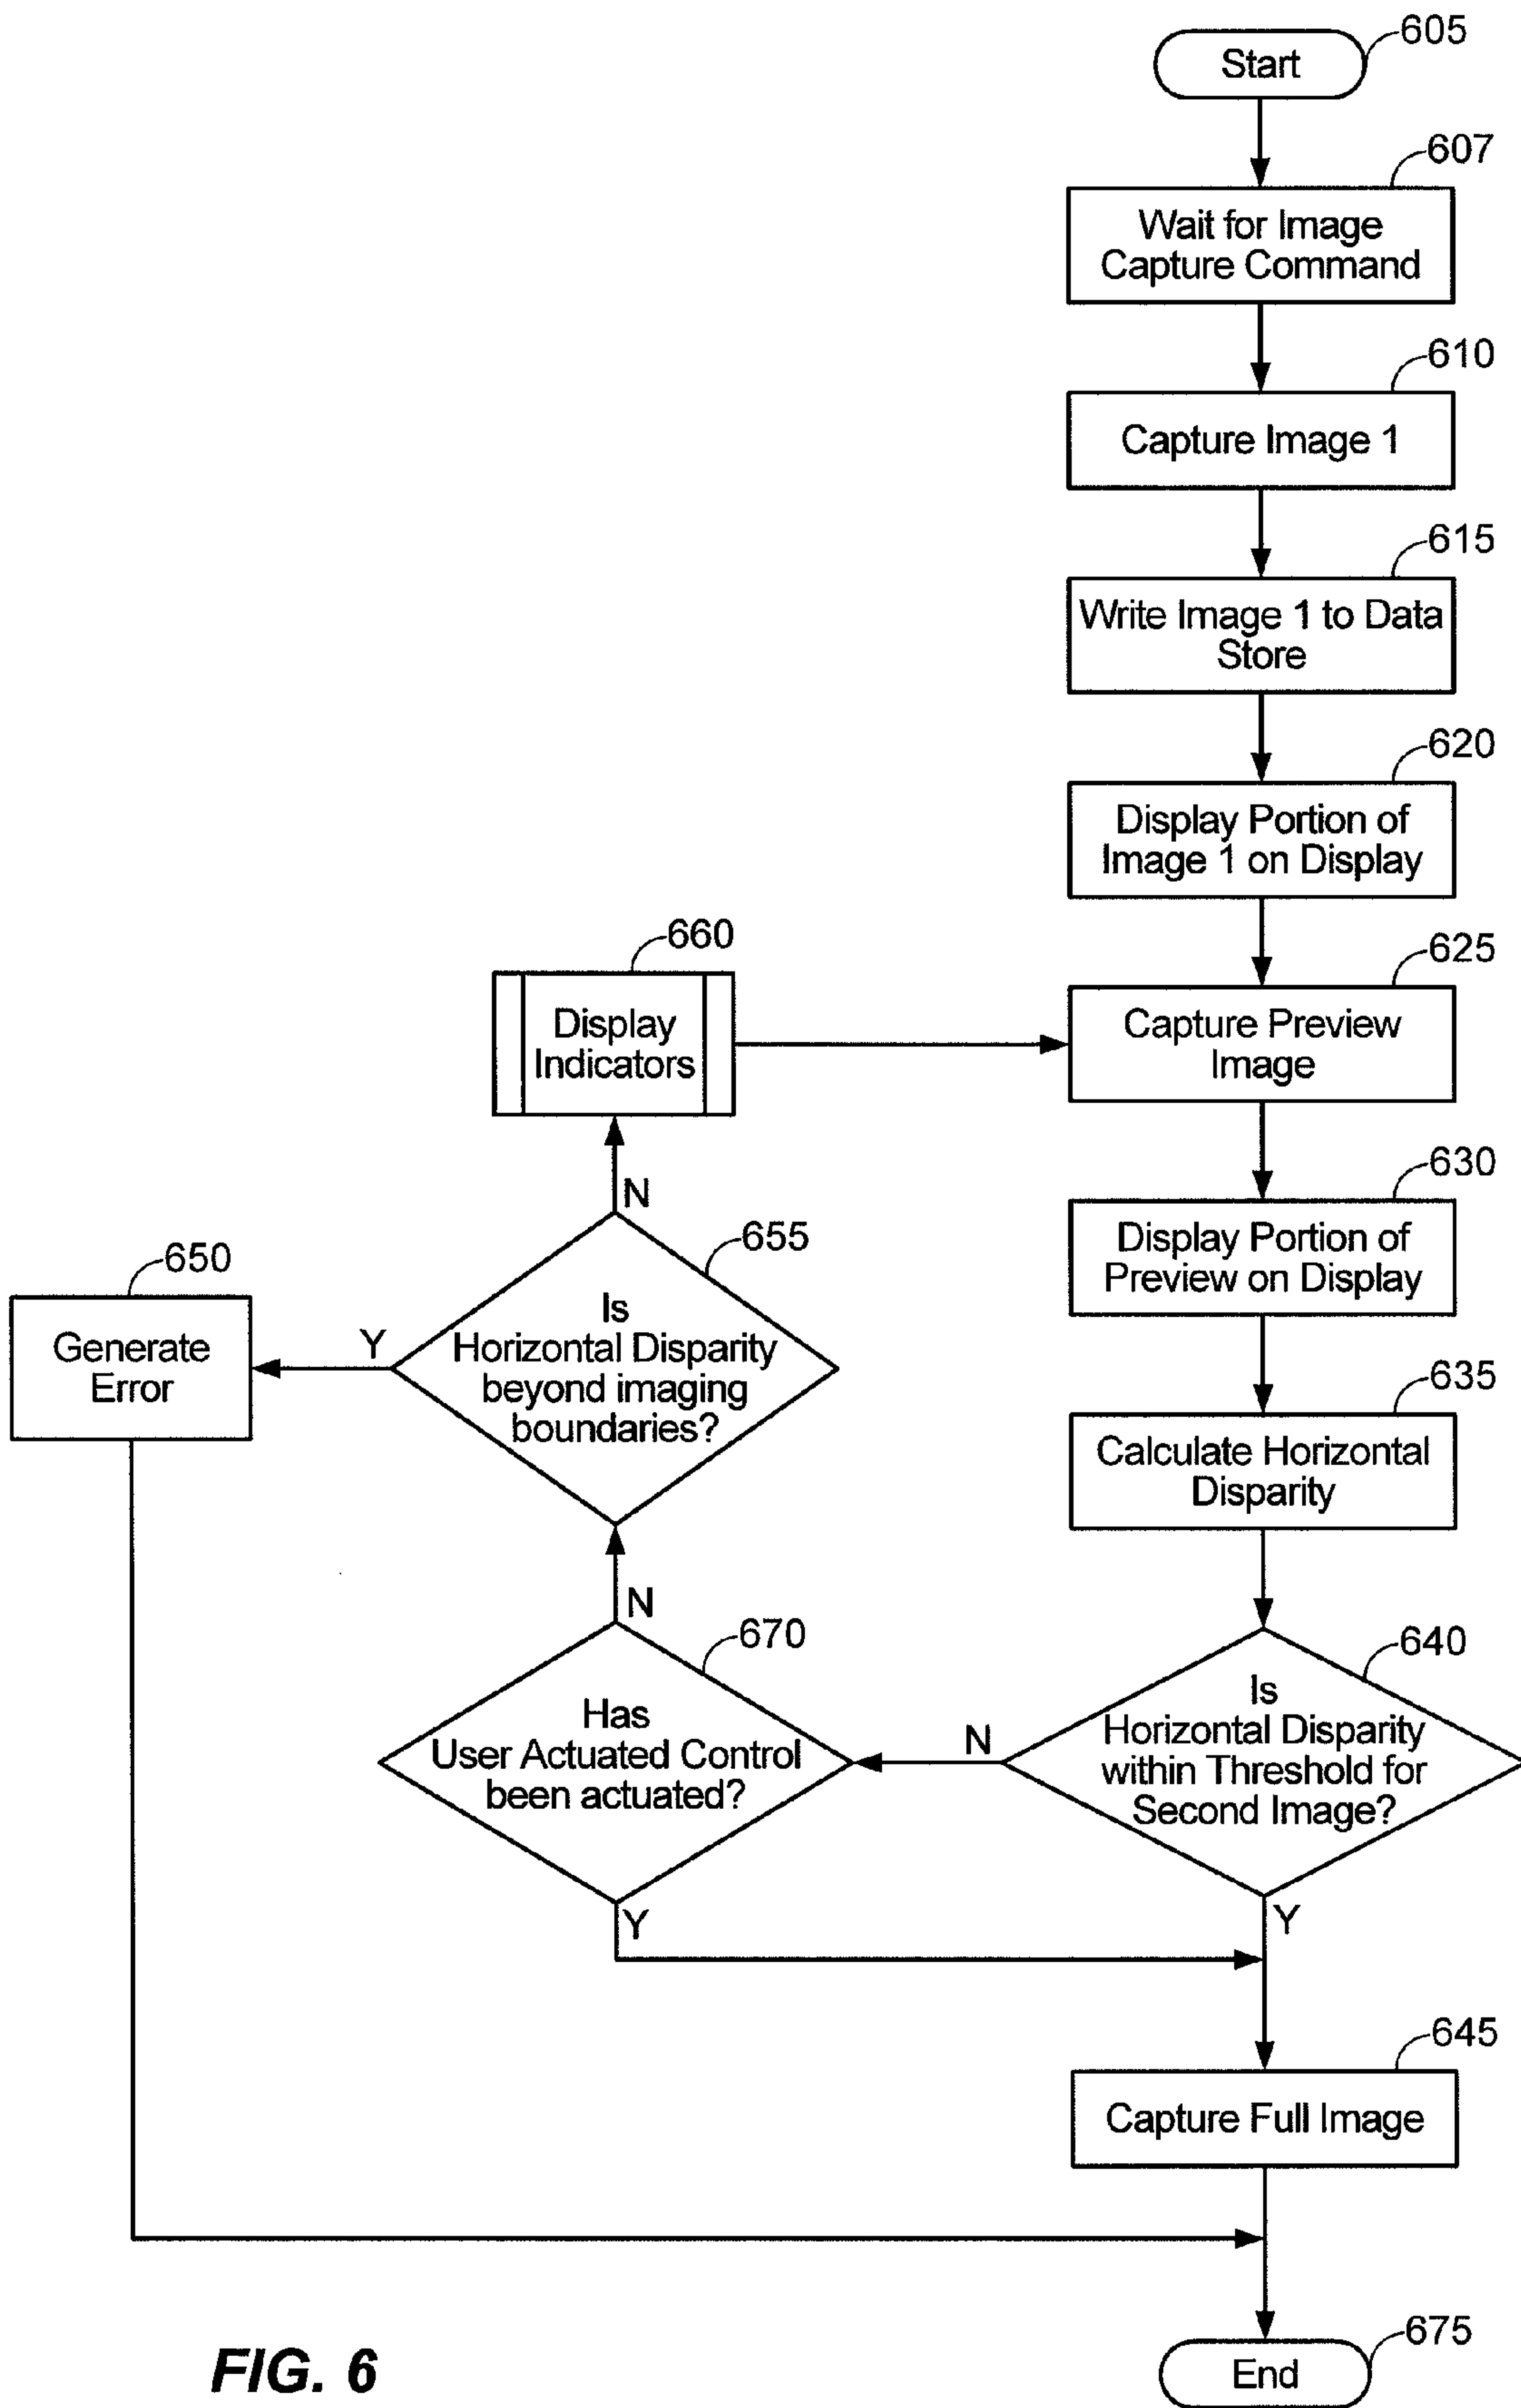 605
Start
607
Wait for Image
Capture Command
610
Capture Image 1
615
Write Image 1 to Data
Store
620
Display Portion of
Image 1 on Display
660
Display
Indicators
625
Capture Preview
Image
630
Display Portion of
Preview on Display
N
655
Is
Horizontal Disparity
beyond imaging
boundaries?
Y
650
Generate
Error
635
Calculate Horizontal
Disparity
N
670
Has
User Actuated Control
been actuated?
Y
N
640
Is
Horizontal Disparity
within Threshold for
Second Image?
Y
645
Capture Full Image
675
End
FIG. 6